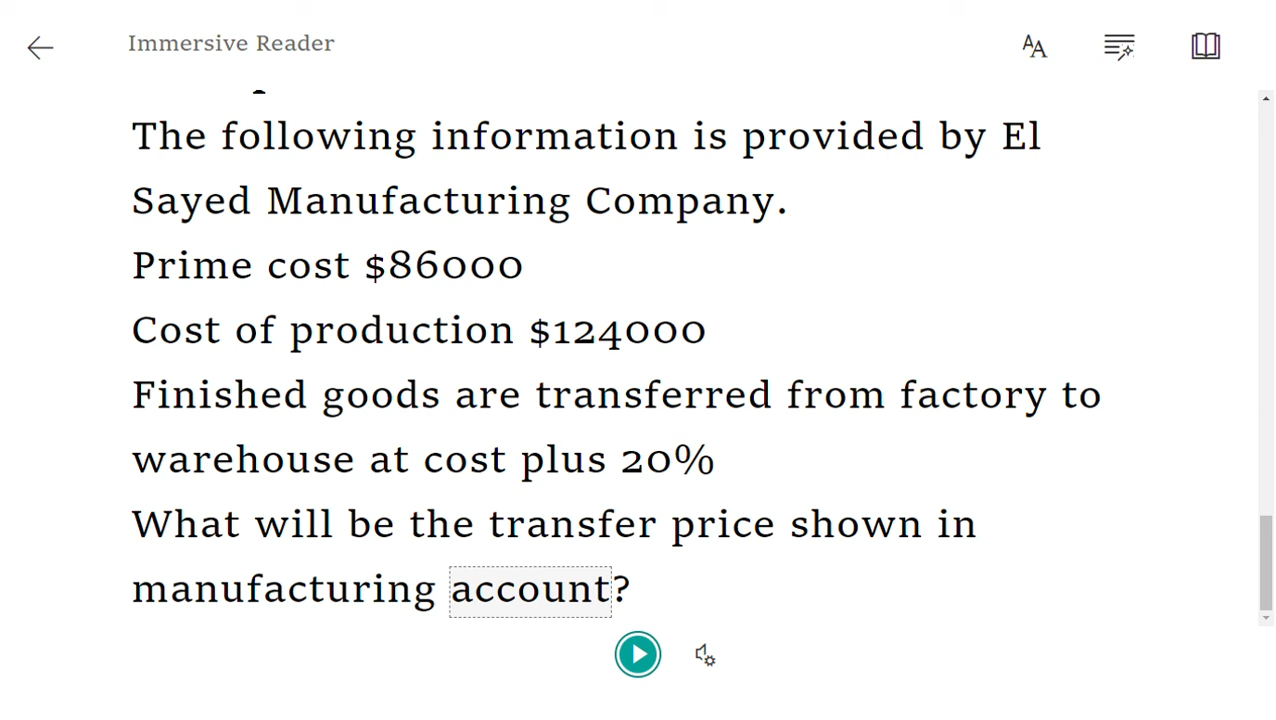 Immersive Reader
The following information is provided by El
Sayed Manufacturing Company.
Prime cost $86000
Cost of production $124000
Finished goods are transferred from factory to
warehouse at cost plus 20%
What will be the transfer price shown in
manufacturing account?